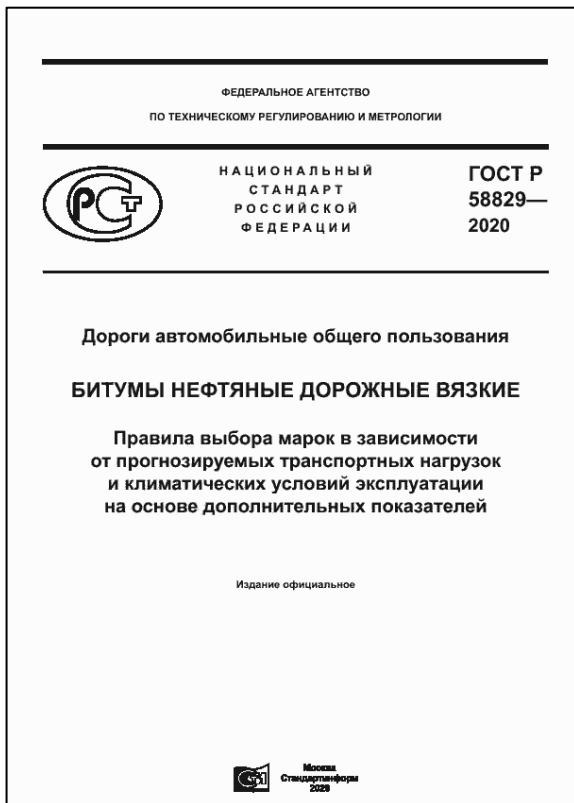 ФЕДЕРАЛЬНОЕ АГЕНТСТВО
ПО ТЕХНИЧЕСКОМУ РЕГУЛИРОВАНИЮ И МЕТРОЛОГИИ
НАЦИОНАЛЬНЫЙ
СТАНДАРТ
РОССИЙСКОЙ
ФЕДЕРАЦИИ
ГОСТ Р
58829—
2020
Дороги автомобильные общего пользования
БИТУМЫ НЕФТЯНЫЕ ДОРОЖНЫЕ ВЯЗКИЕ
Правила выбора марок в зависимости
от прогнозируемых транспортных нагрузок
и климатических условий эксплуатации
на основе дополнительных показателей
Издание официальное
Москва
Стандартинформ